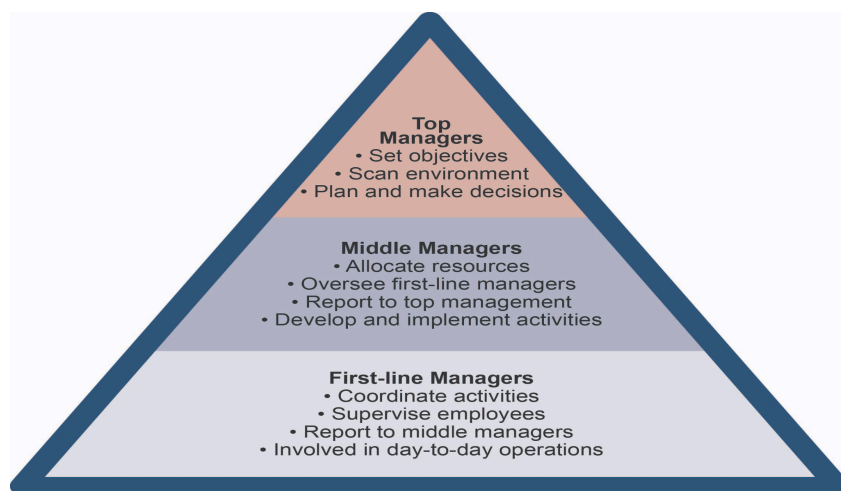 Top
Managers
• Set objectives
• Scan environment
• Plan and make decisions
Middle Managers
• Allocate resources
• Oversee first-line managers
• Report to top management
• Develop and implement activities
First-line Managers
• Coordinate activities
• Supervise employees
• Report to middle managers
• Involved in day-to-day operations